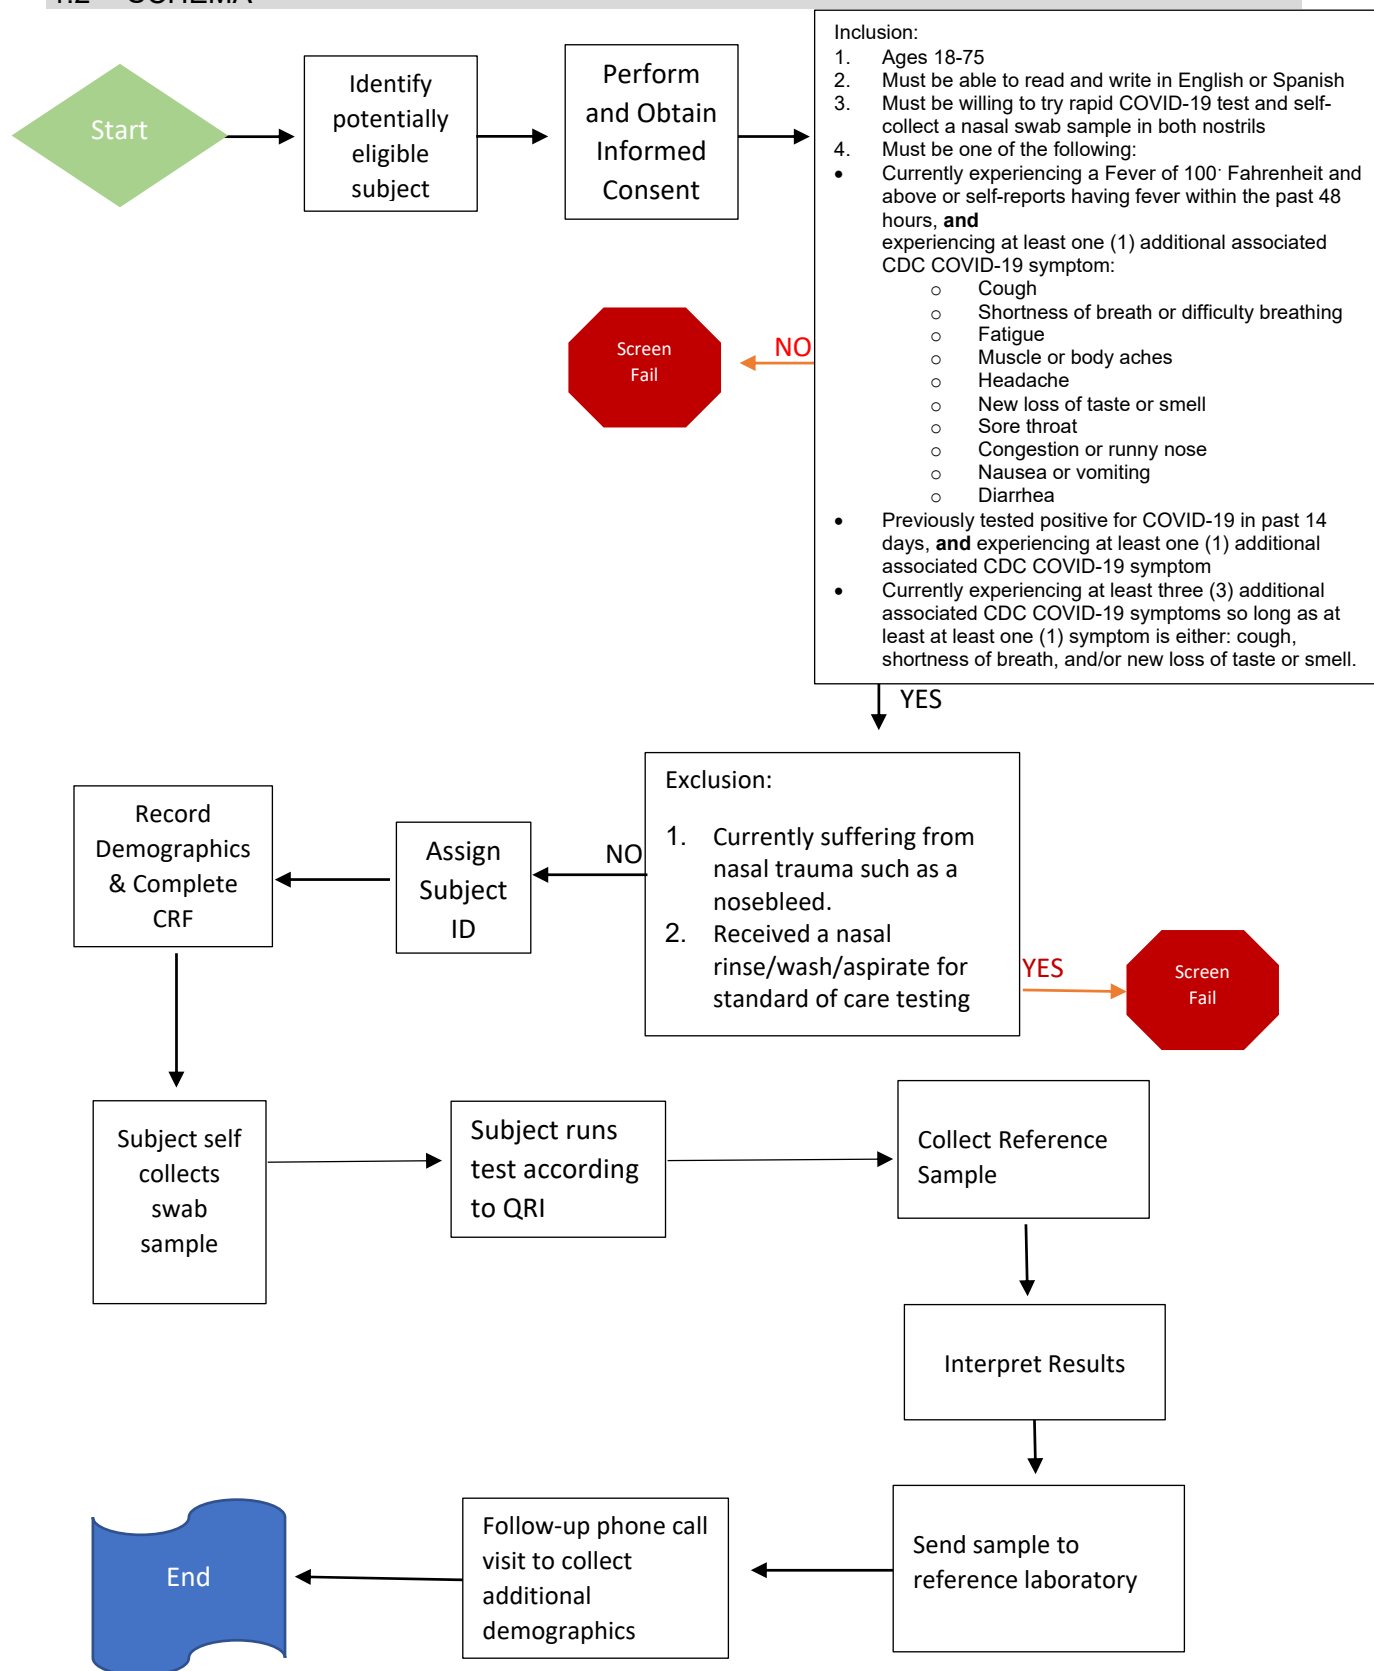 Start
Identify
potentially
eligible
subject
Perform
and Obtain
Informed
Consent
Inclusion:
1. Ages 18-75
2. Must be able to read and write in English or Spanish
3. Must be willing to try rapid COVID-19 test and self-
collect a nasal swab sample in both nostrils
4. Must be one of the following:
• Currently experiencing a Fever of 100˙ Fahrenheit and
above or self-reports having fever within the past 48
hours, and
experiencing at least one (1) additional associated
CDC COVID-19 symptom:
o Cough
o Shortness of breath or difficulty breathing
o Fatigue
o Muscle or body aches
o Headache
o New loss of taste or smell
o Sore throat
o Congestion or runny nose
o Nausea or vomiting
o Diarrhea
• Previously tested positive for COVID-19 in past 14
days, and experiencing at least one (1) additional
associated CDC COVID-19 symptom
• Currently experiencing at least three (3) additional
associated CDC COVID-19 symptoms so long as at
least at least one (1) symptom is either: cough,
shortness of breath, and/or new loss of taste or smell.
NO
Screen
Fail
YES
Exclusion:
1. Currently suffering from
nasal trauma such as a
nosebleed.
2. Received a nasal
rinse/wash/aspirate for
standard of care testing
YES
Screen
Fail
NO
Assign
Subject
ID
Record
Demographics
& Complete
CRF
Subject self
collects
swab
sample
Subject runs
test according
to QRI
Collect Reference
Sample
Interpret Results
Send sample to
reference laboratory
Follow-up phone call
visit to collect
additional
demographics
End